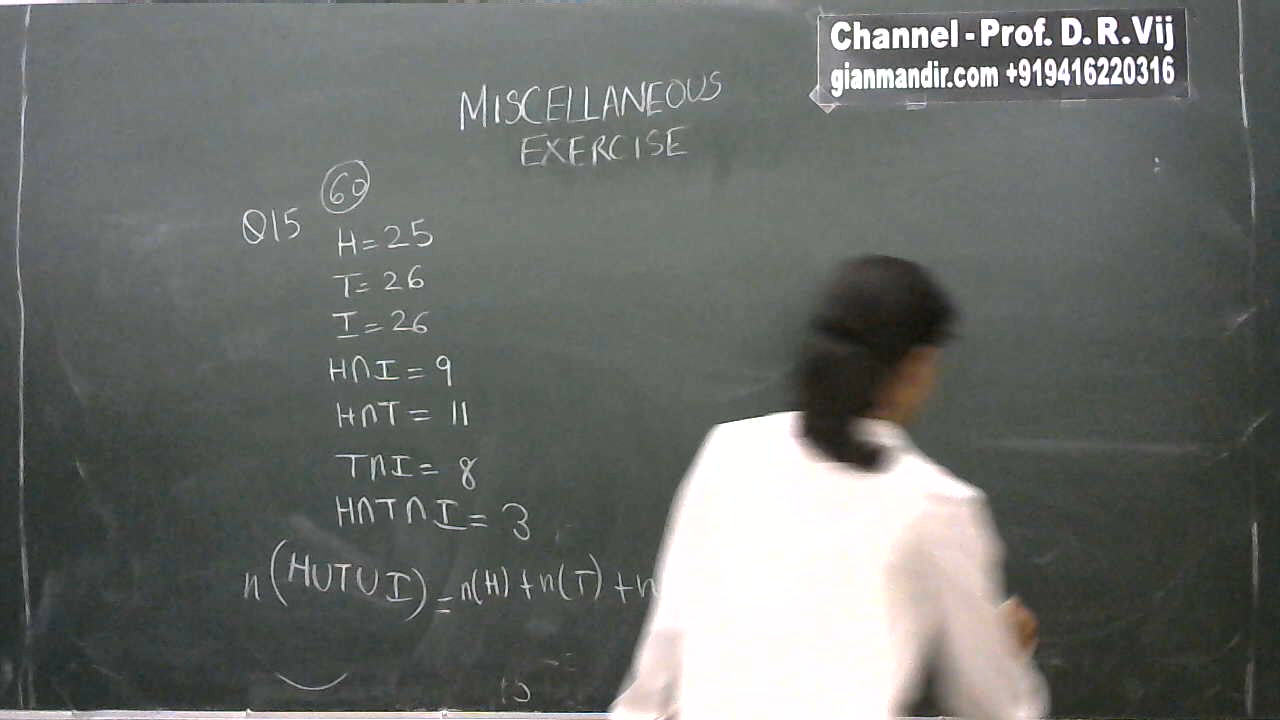 Channel - Prof. D. R. Vij
gianmandir.com +919416220316
MISCELLANEOUS
EXERCISE
Q15
60
H = 25
T = 26
I = 26
H∩I = 9
H∩T = 11
T∩I = 8
H∩T∩I = 3
n(H∪T∪I) = n(H) + n(T) + n